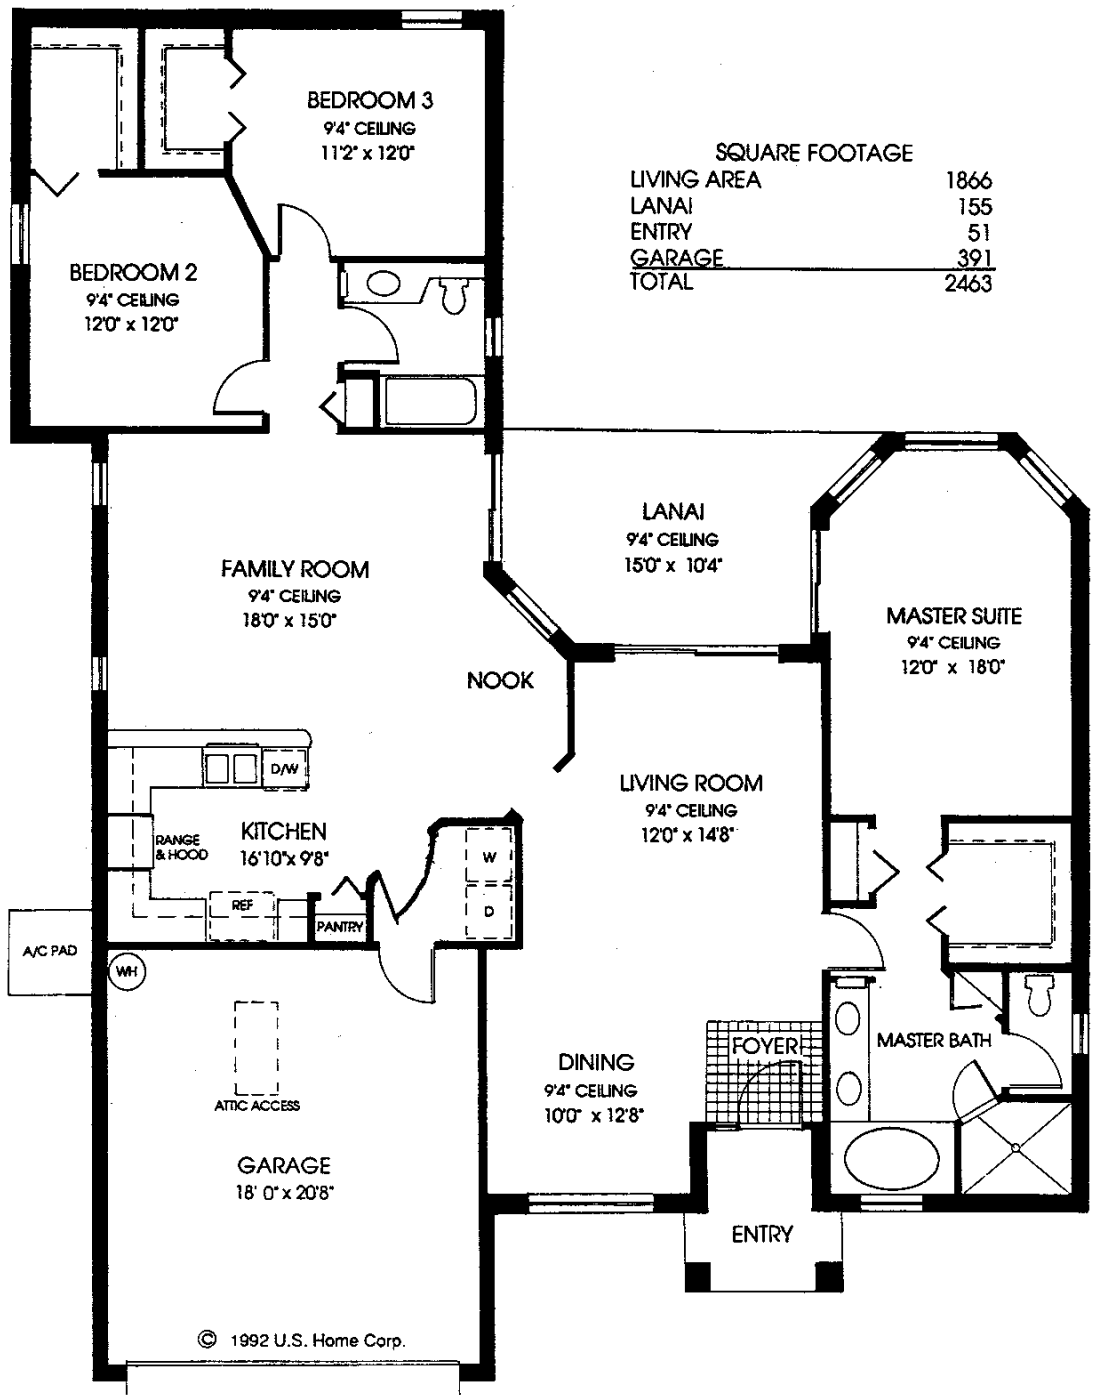 BEDROOM 3
9'4" CEILING
11'2" x 12'0"
SQUARE FOOTAGE
LIVING AREA 1866
LANAI 155
ENTRY 51
GARAGE 391
TOTAL 2463
BEDROOM 2
9'4" CEILING
12'0" x 12'0"
LANAI
9'4" CEILING
15'0" x 10'4"
FAMILY ROOM
9'4" CEILING
18'0" x 15'0"
MASTER SUITE
9'4" CEILING
12'0" x 18'0"
NOOK
D/W
LIVING ROOM
9'4" CEILING
12'0" x 14'8"
KITCHEN
16'10"x 9'8"
RANGE
& HOOD
W
D
REF
PANTRY
A/C PAD
WH
ATTIC ACCESS
MASTER BATH
FOYER
DINING
9'4" CEILING
10'0" x 12'8"
GARAGE
18' 0" x 20'8"
ENTRY
© 1992 U.S. Home Corp.